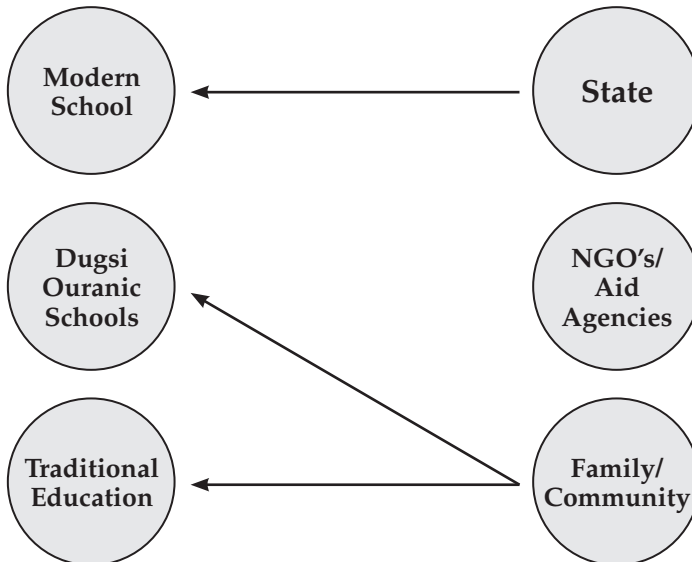 Modern
School
State
Dugsi
Ouranic
Schools
NGO's/
Aid
Agencies
Traditional
Education
Family/
Community